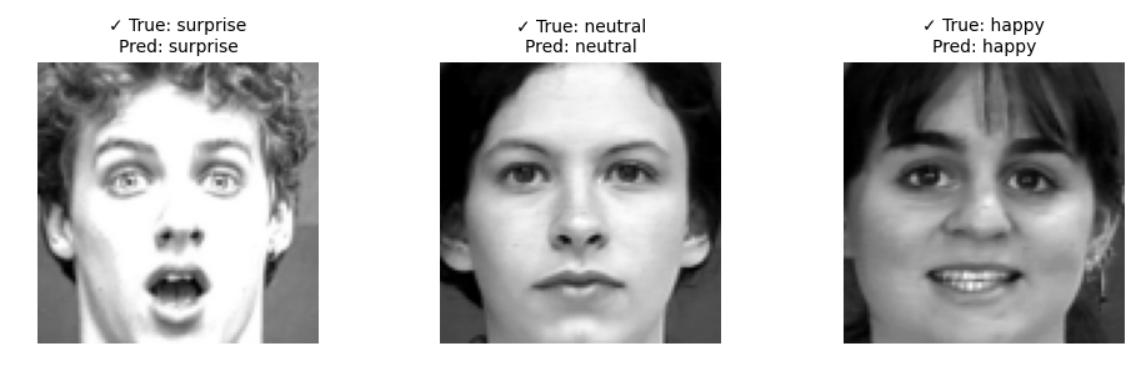 ✓ True: surprise
Pred: surprise
✓ True: neutral
Pred: neutral
✓ True: happy
Pred: happy